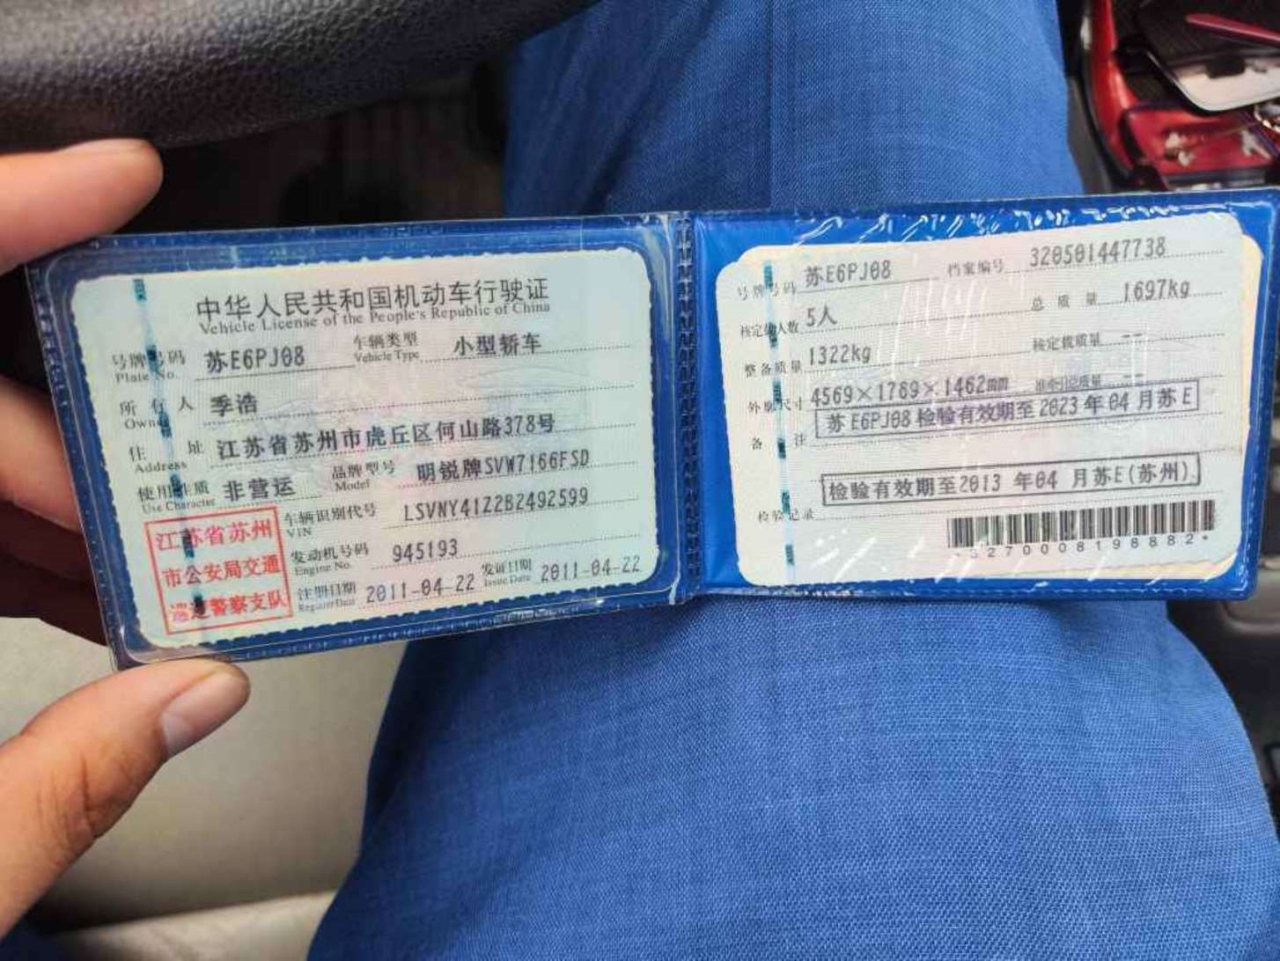 中华人民共和国机动车行驶证
Vehicle License of the People's Republic of China
号牌号码 苏E6PJ08 车辆类型 小型轿车
Plate No. Vehicle Type
所有人 季浩
Owner
住址 江苏省苏州市虎丘区何山路378号
Address
使用性质 非营运 品牌型号 明锐牌SVW7166FSD
Use Character Model
江苏省苏州
市公安局交通
巡逻警察支队
车辆识别代号 LSVNY41Z2B2492599
VIN
发动机号码 945193
Engine No.
注册日期 2011-04-22 发证日期 2011-04-22
Register Date Issue Date
号牌号码 苏E6PJ08 档案编号 320501447738
核定载人数 5人 总质量 1697kg
整备质量 1322kg 核定载质量 --
外廓尺寸 4569×1769×1462mm 准牵引总质量
备注 苏E6PJ08 检验有效期至2023年04月苏E
检验有效期至2013年04月苏E(苏州)
检验记录
*3270008196882*